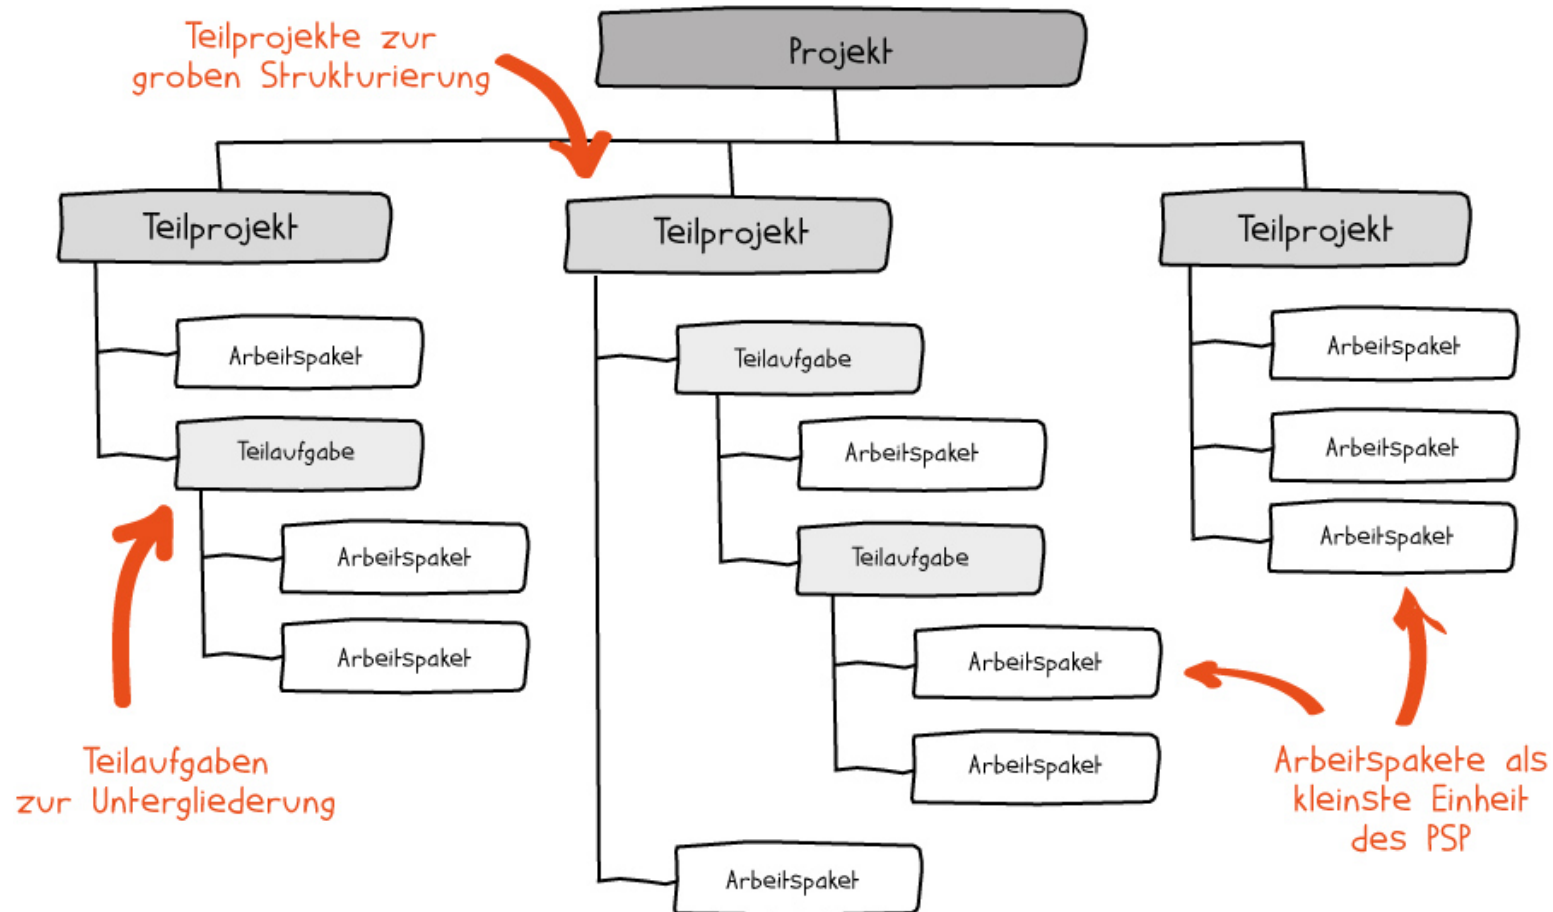 Teilprojekte zur
groben Strukturierung
Projekt
Teilprojekt
Teilprojekt
Teilprojekt
Arbeitspaket
Teilaufgabe
Arbeitspaket
Arbeitspaket
Teilaufgaben
zur Untergliederung
Teilaufgabe
Arbeitspaket
Teilaufgabe
Arbeitspaket
Arbeitspaket
Arbeitspaket
Arbeitspaket
Arbeitspaket
Arbeitspaket
Arbeitspakete als
kleinste Einheit
des PSP